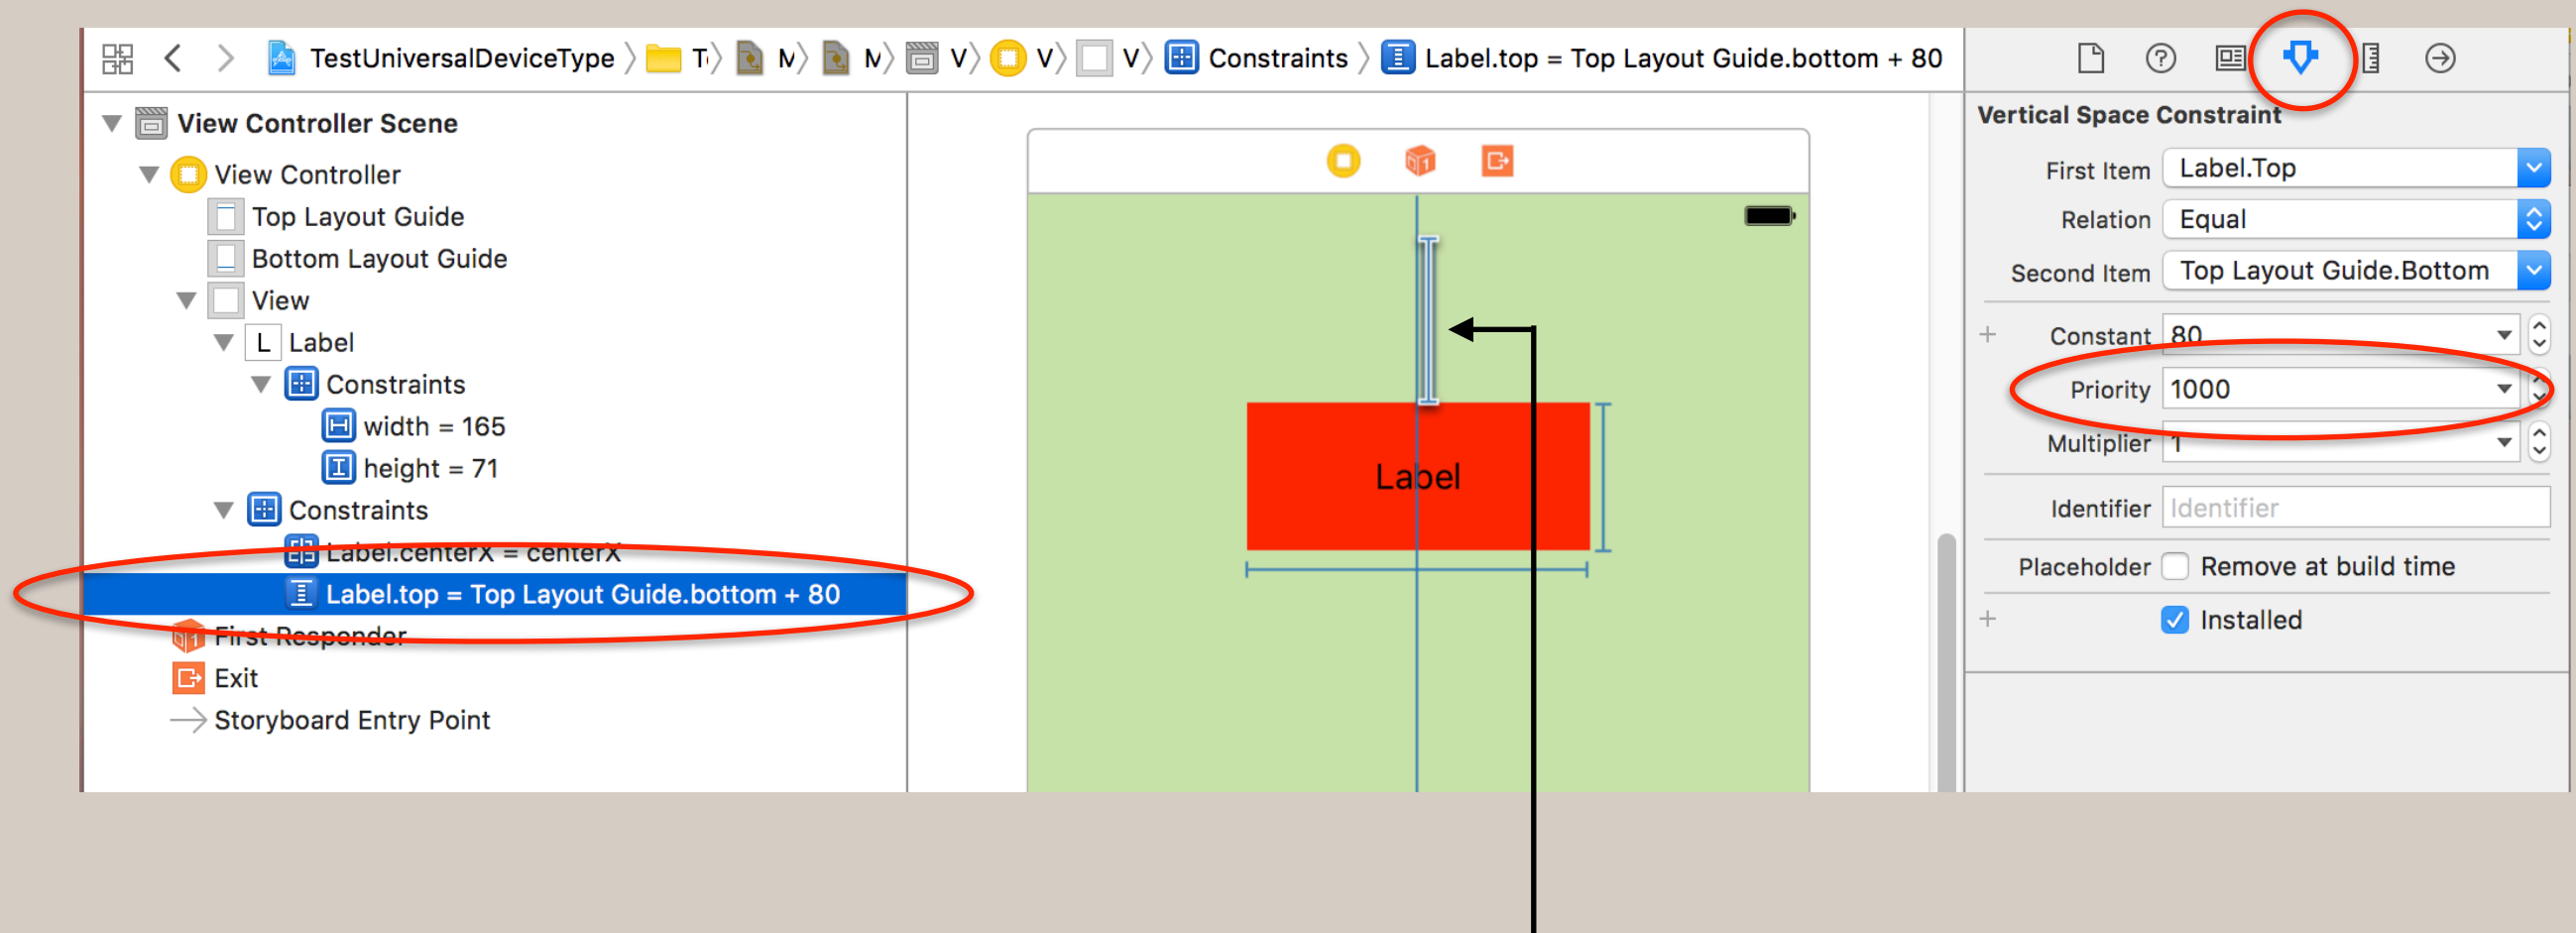 TestUniversalDeviceType T M M V V V Constraints Label.top = Top Layout Guide.bottom + 80
View Controller Scene
View Controller
Top Layout Guide
Bottom Layout Guide
View
L Label
Constraints
width = 165
height = 71
Constraints
Label.centerX = centerX
Label.top = Top Layout Guide.bottom + 80
First Responder
Exit
Storyboard Entry Point
Label
Vertical Space Constraint
First Item Label.Top
Relation Equal
Second Item Top Layout Guide.Bottom
+ Constant 80
Priority 1000
Multiplier 1
Identifier Identifier
Placeholder Remove at build time
+ Installed